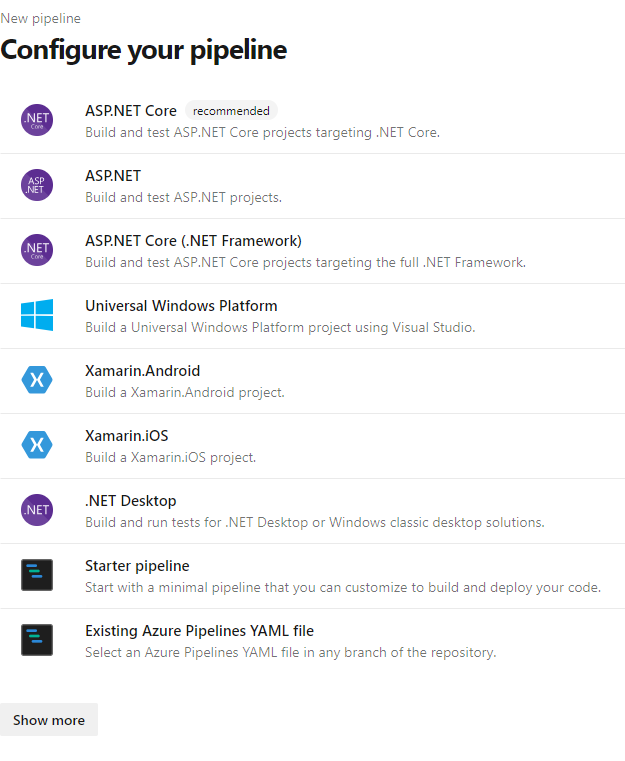 New pipeline
Configure your pipeline
.NET
Core
ASP.NET Core recommended
Build and test ASP.NET Core projects targeting .NET Core.
ASP
.NET
ASP.NET
Build and test ASP.NET projects.
.NET
Core
ASP.NET Core (.NET Framework)
Build and test ASP.NET Core projects targeting the full .NET Framework.
Universal Windows Platform
Build a Universal Windows Platform project using Visual Studio.
Xamarin.Android
Build a Xamarin.Android project.
Xamarin.iOS
Build a Xamarin.iOS project.
.NET
.NET Desktop
Build and run tests for .NET Desktop or Windows classic desktop solutions.
Starter pipeline
Start with a minimal pipeline that you can customize to build and deploy your code.
Existing Azure Pipelines YAML file
Select an Azure Pipelines YAML file in any branch of the repository.
Show more